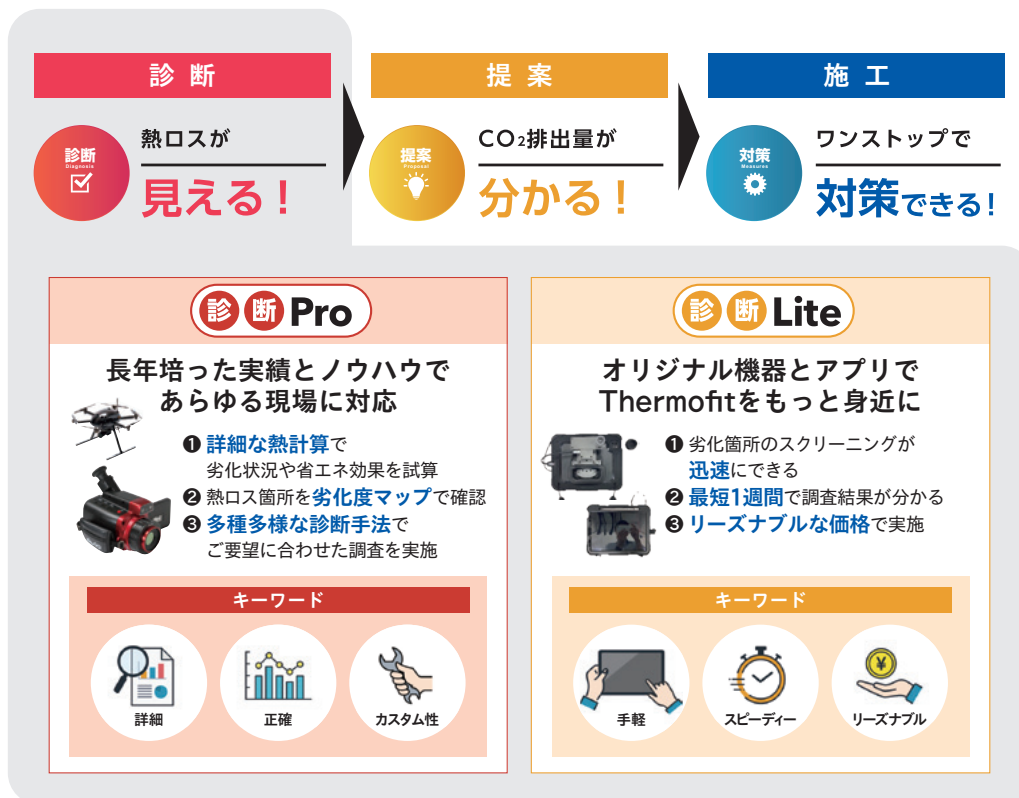 診断
提案
施工
診断
Diagnosis
熱ロスが
見える！
提案
Proposal
CO₂排出量が
分かる！
対策
Measures
ワンストップで
対策できる！
診断Pro
長年培った実績とノウハウで
あらゆる現場に対応
❶ 詳細な熱計算で
劣化状況や省エネ効果を試算
❷ 熱ロス箇所を劣化度マップで確認
❸ 多種多様な診断手法で
ご要望に合わせた調査を実施
キーワード
詳細
正確
カスタム性
診断Lite
オリジナル機器とアプリで
Thermofitをもっと身近に
❶ 劣化箇所のスクリーニングが
迅速にできる
❷ 最短1週間で調査結果が分かる
❸ リーズナブルな価格で実施
キーワード
手軽
スピーディー
¥
リーズナブル